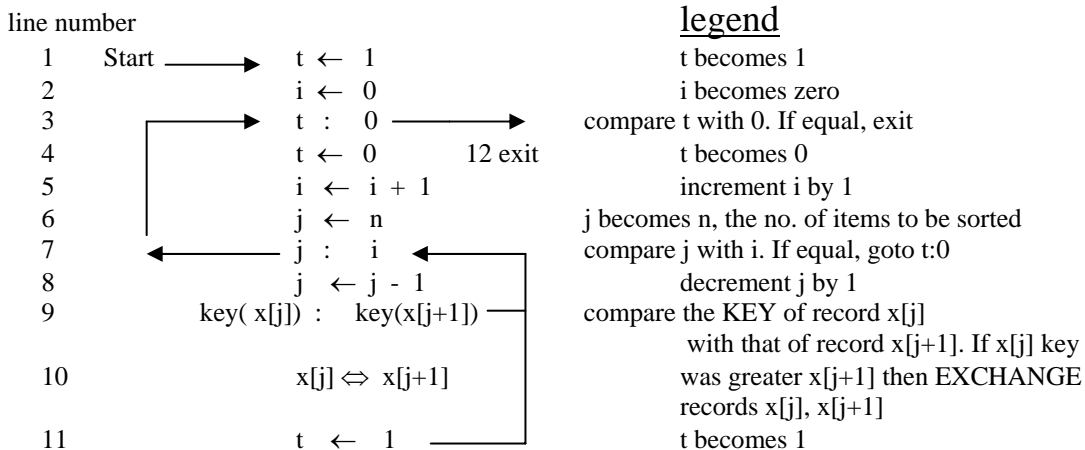 line number legend
1 Start t ← 1 t becomes 1
2 i ← 0 i becomes zero
3 t : 0 compare t with 0. If equal, exit
4 t ← 0 12 exit t becomes 0
5 i ← i + 1 increment i by 1
6 j ← n j becomes n, the no. of items to be sorted
7 j : i compare j with i. If equal, goto t:0
8 j ← j - 1 decrement j by 1
9 key( x[j]) : key(x[j+1]) compare the KEY of record x[j]
with that of record x[j+1]. If x[j] key
10 x[j] ⇔ x[j+1] was greater x[j+1] then EXCHANGE
records x[j], x[j+1]
11 t ← 1 t becomes 1